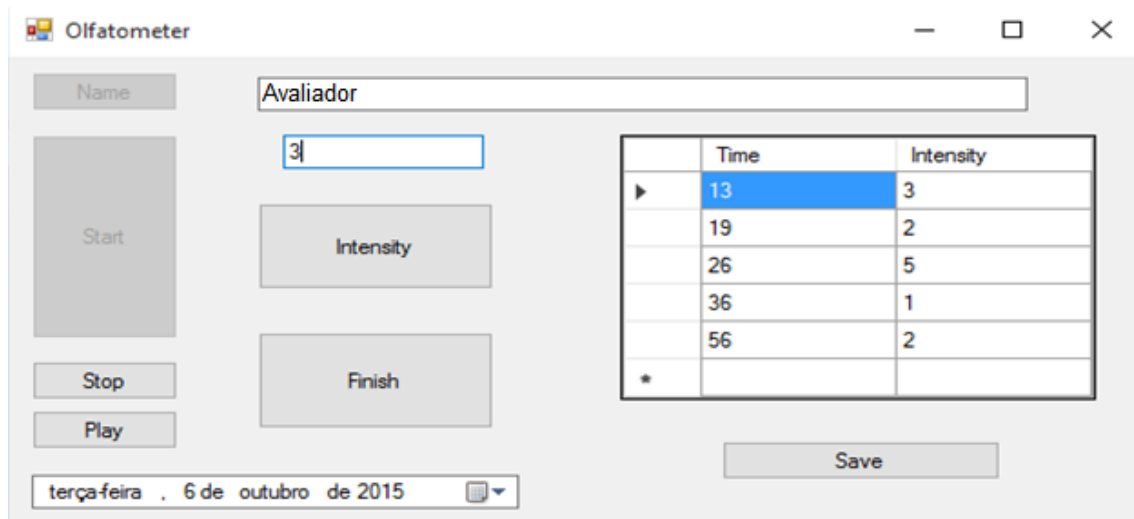 Olfatometer
Name
Avaliador
3
Start
Intensity
Finish
Stop
Play
terça-feira , 6 de outubro de 2015
Time Intensity
13 3
19 2
26 5
36 1
56 2
*
Save